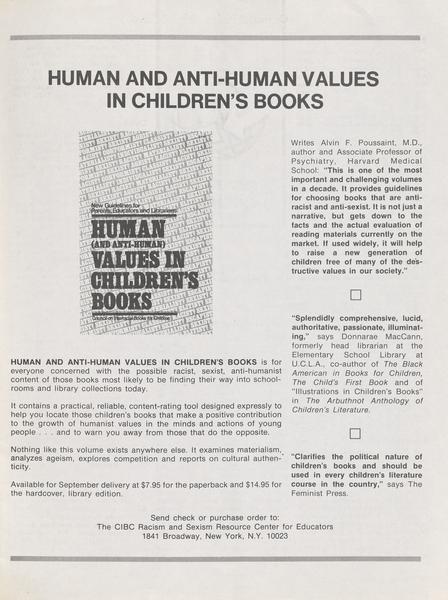 HUMAN AND ANTI-HUMAN VALUES
IN CHILDREN'S BOOKS
New Guidelines for
Parents, Educators and Librarians
HUMAN
(AND ANTI-HUMAN)
VALUES IN
CHILDREN'S
BOOKS
Council on Interracial Books for Children
HUMAN AND ANTI-HUMAN VALUES IN CHILDREN'S BOOKS is for
everyone concerned with the possible racist, sexist, anti-humanist
content of those books most likely to be finding their way into school-
rooms and library collections today.
It contains a practical, reliable, content-rating tool designed expressly to
help you locate those children's books that make a positive contribution
to the growth of humanist values in the minds and actions of young
people . . . and to warn you away from those that do the opposite.
Nothing like this volume exists anywhere else. It examines materialism,
analyzes ageism, explores competition and reports on cultural authen-
ticity.
Available for September delivery at $7.95 for the paperback and $14.95 for
the hardcover, library edition.
Writes Alvin F. Poussaint, M.D.,
author and Associate Professor of
Psychiatry, Harvard Medical
School: "This is one of the most
important and challenging volumes
in a decade. It provides guidelines
for choosing books that are anti-
racist and anti-sexist. It is not just a
narrative, but gets down to the
facts and the actual evaluation of
reading materials currently on the
market. If used widely, it will help
to raise a new generation of
children free of many of the des-
tructive values in our society."
"Splendidly comprehensive, lucid,
authoritative, passionate, illuminat-
ing," says Donnarae MacCann,
formerly head librarian at the
Elementary School Library at
U.C.L.A., co-author of The Black
American in Books for Children,
The Child's First Book and of
"Illustrations in Children's Books"
in The Arbuthnot Anthology of
Children's Literature.
"Clarifies the political nature of
children's books and should be
used in every children's literature
course in the country," says The
Feminist Press.
Send check or purchase order to:
The CIBC Racism and Sexism Resource Center for Educators
1841 Broadway, New York, N.Y. 10023